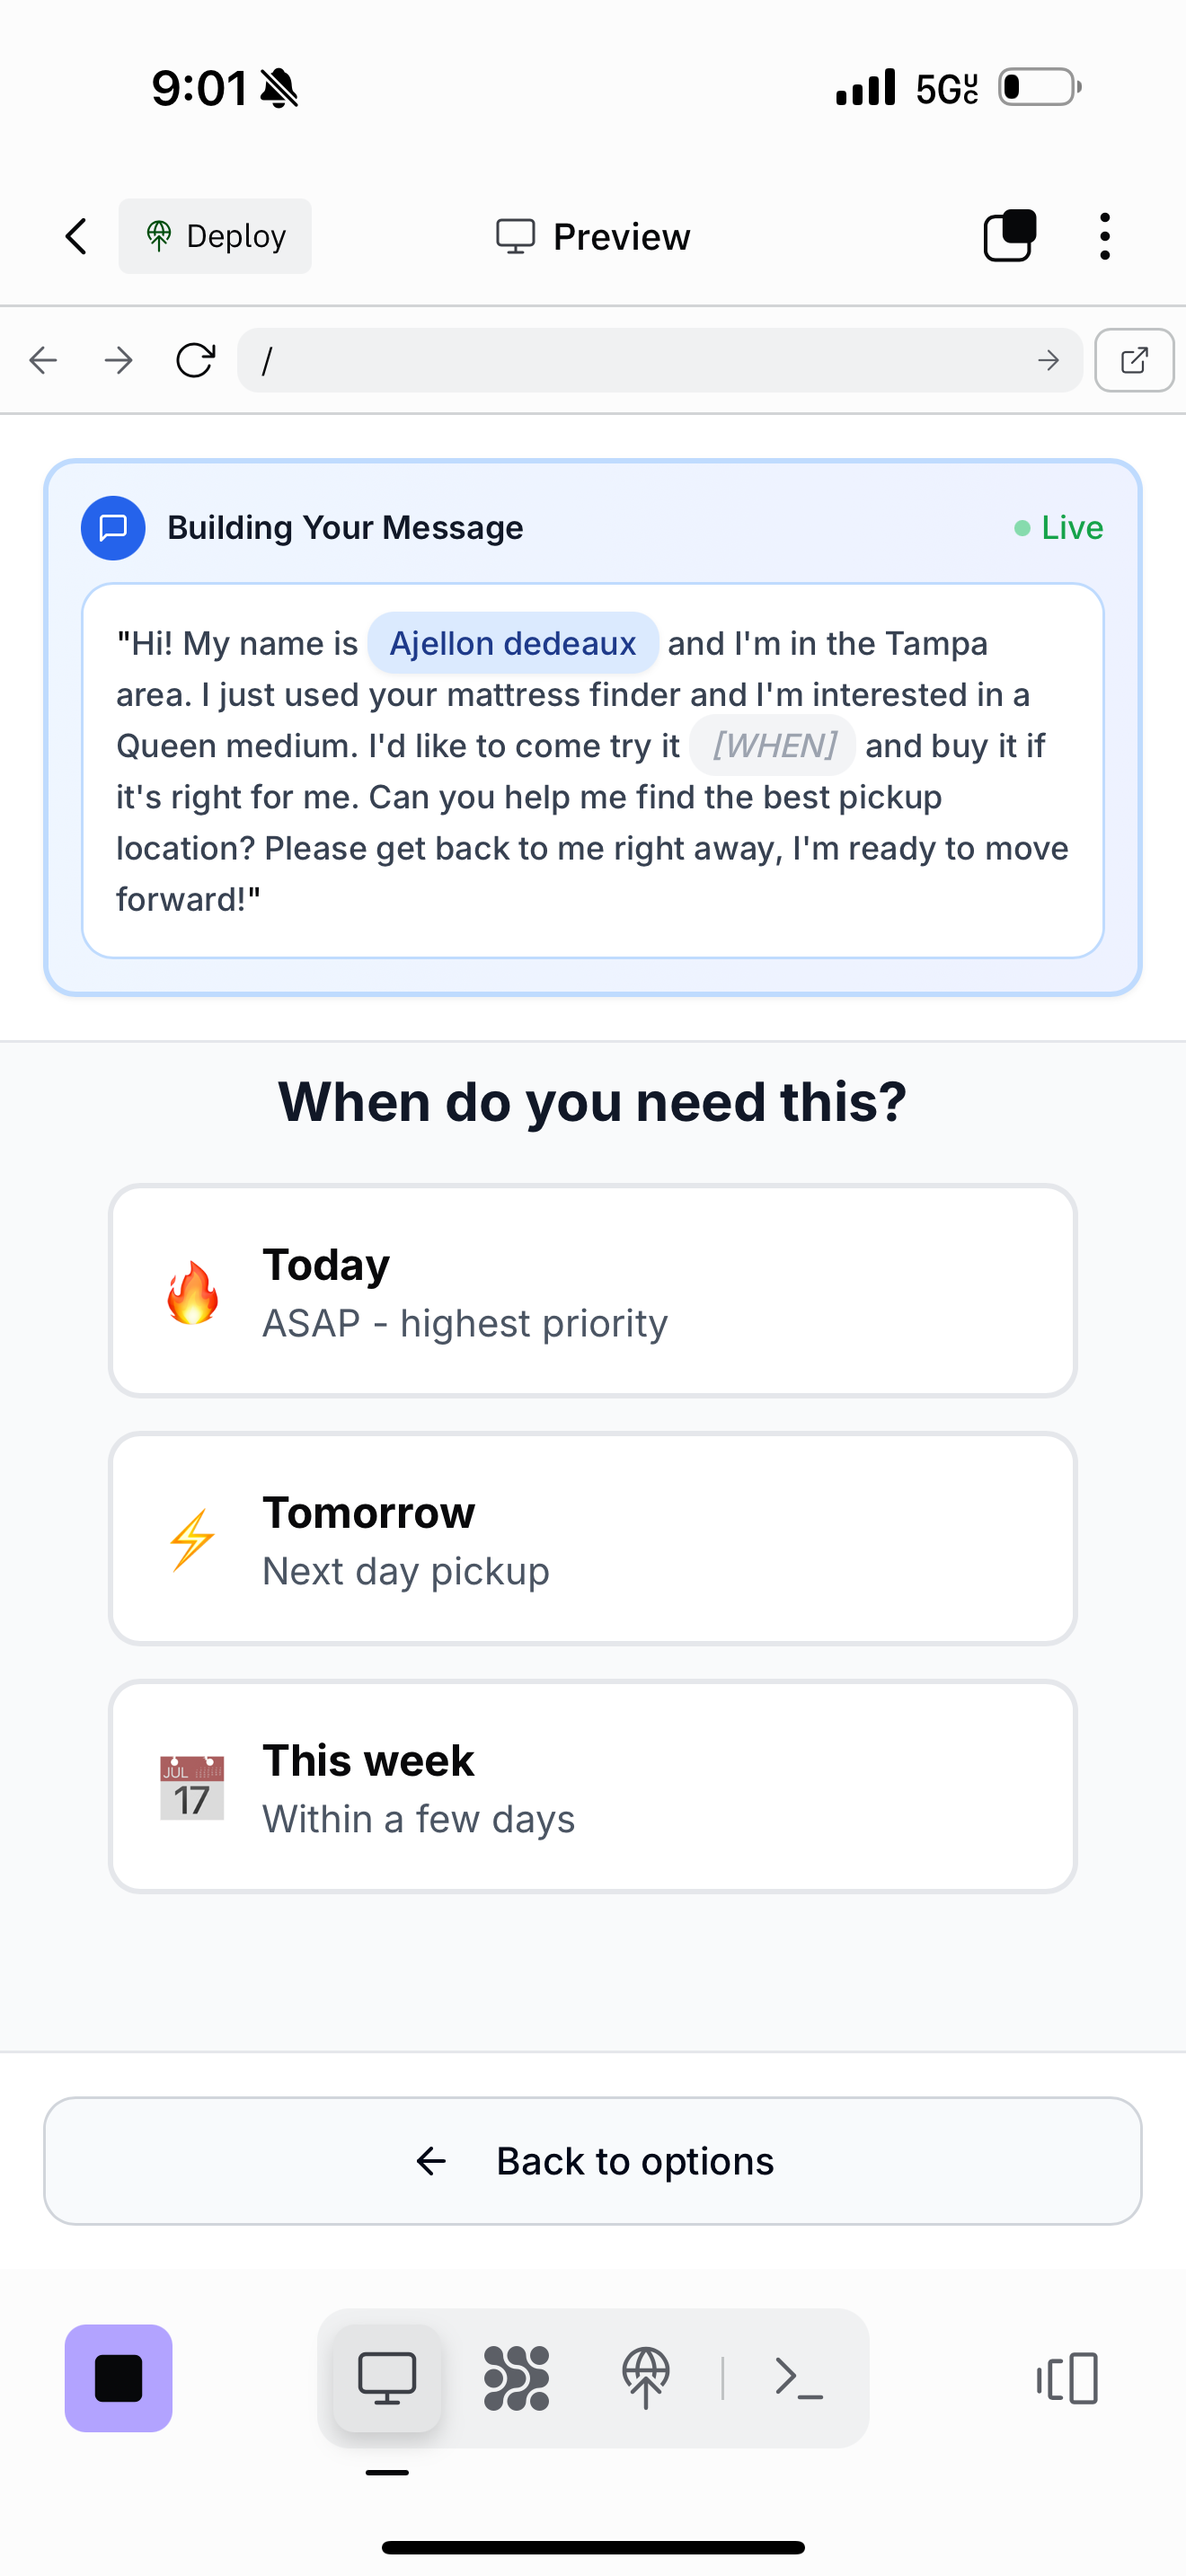 9:01
5G UC
Deploy
Preview
/
Building Your Message
Live
"Hi! My name is Ajellon dedeaux and I'm in the Tampa
area. I just used your mattress finder and I'm interested in a
Queen medium. I'd like to come try it [WHEN] and buy it if
it's right for me. Can you help me find the best pickup
location? Please get back to me right away, I'm ready to move
forward!"
When do you need this?
Today
ASAP - highest priority
Tomorrow
Next day pickup
JUL
17
This week
Within a few days
Back to options